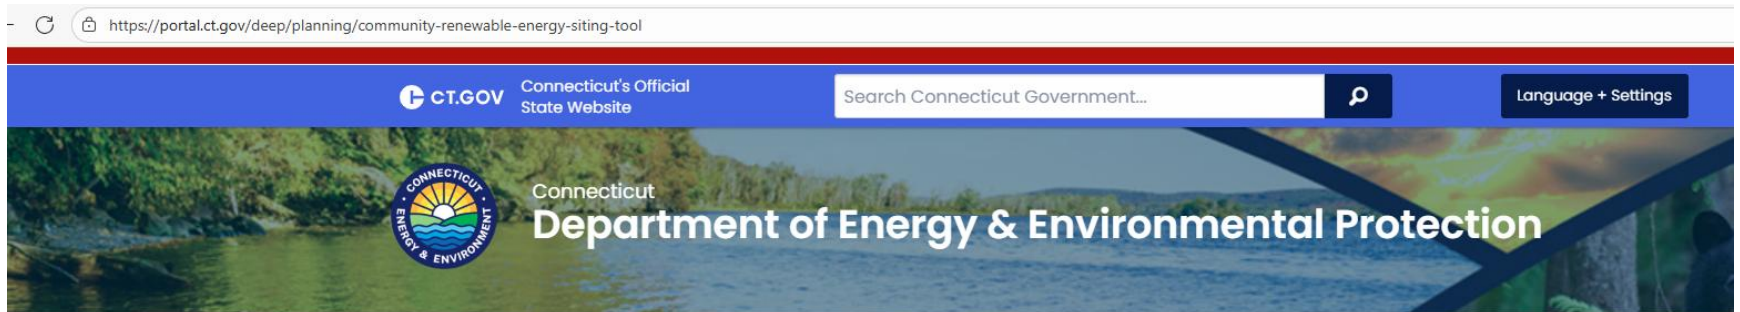 https://portal.ct.gov/deep/planning/community-renewable-energy-siting-tool
CT.GOV
Connecticut's Official
State Website
Search Connecticut Government...
Language + Settings
CONNECTICUT
ENERGY & ENVIRONMENT
Connecticut
Department of Energy & Environmental Protection